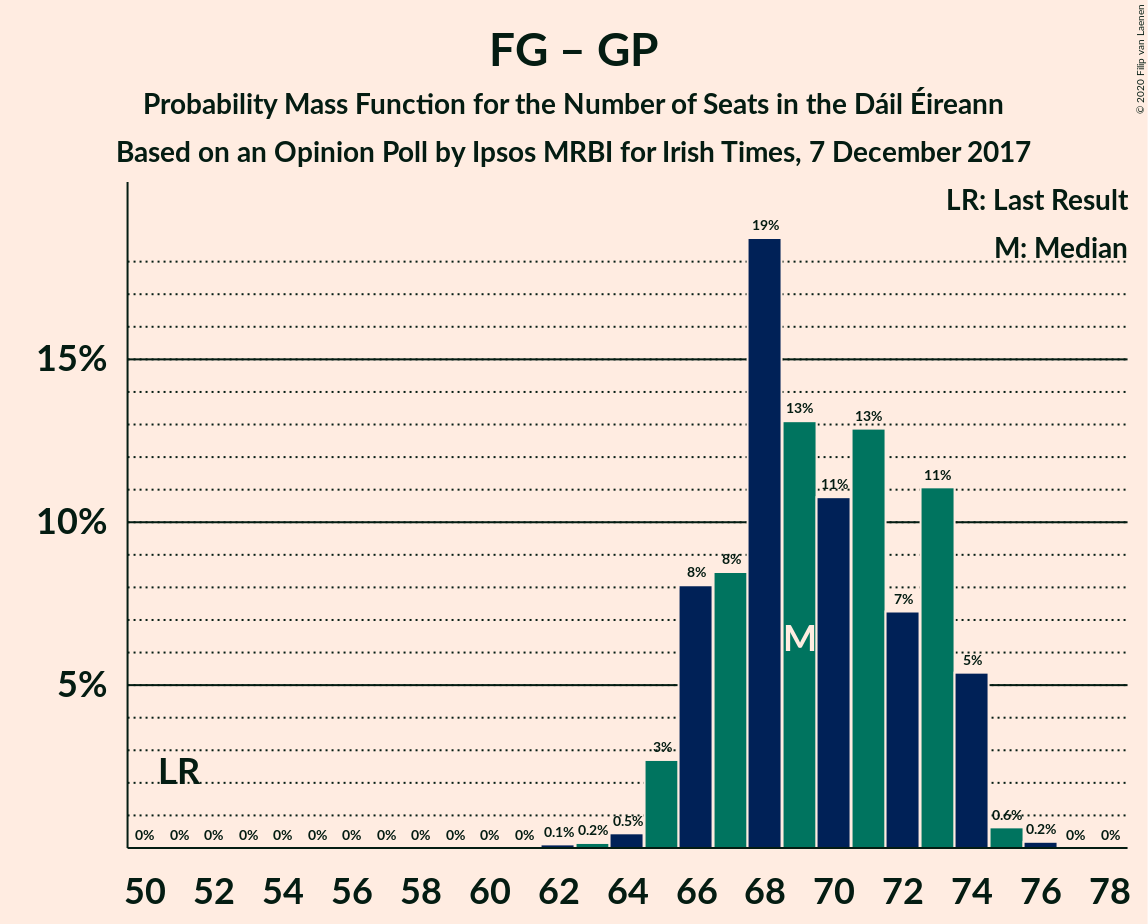 FG – GP
Probability Mass Function for the Number of Seats in the Dáil Éireann
Based on an Opinion Poll by Ipsos MRBI for Irish Times, 7 December 2017
© 2020 Filip van Laenen
LR: Last Result
M: Median
15%
10%
5%
LR
M
0% 0% 0% 0% 0% 0% 0% 0% 0% 0% 0% 0% 0.1% 0.2% 0.5% 3% 8% 8% 19% 13% 11% 13% 7% 11% 5% 0.6% 0.2% 0% 0%
50 52 54 56 58 60 62 64 66 68 70 72 74 76 78